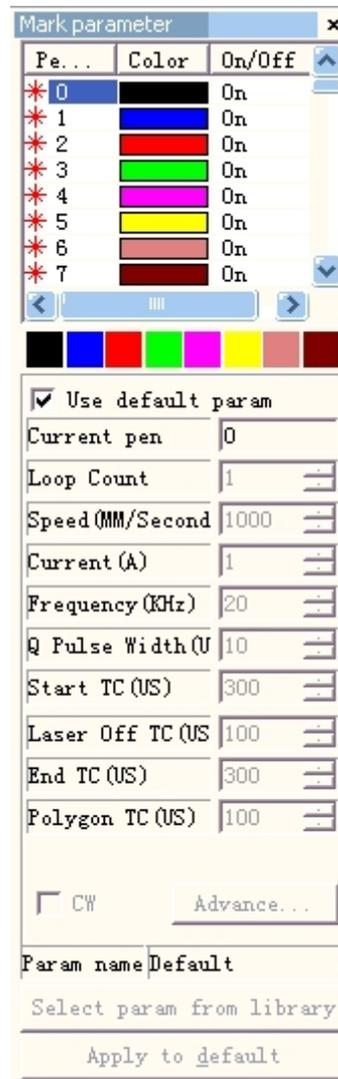 Mark parameter
Pe... Color On/Off
0 On
1 On
2 On
3 On
4 On
5 On
6 On
7 On
Use default param
Current pen 0
Loop Count 1
Speed(MM/Second 1000
Current(A) 1
Frequency(KHz) 20
Q Pulse Width(U 10
Start TC(US) 300
Laser Off TC(US 100
End TC(US) 300
Polygon TC(US) 100
CW Advance...
Param name Default
Select param from library
Apply to default